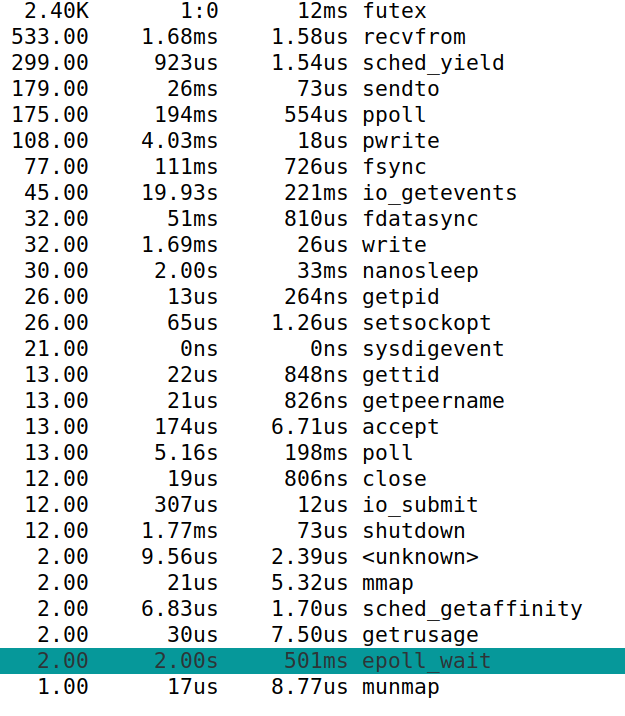 2.40K 1:0 12ms futex
533.00 1.68ms 1.58us recvfrom
299.00 923us 1.54us sched_yield
179.00 26ms 73us sendto
175.00 194ms 554us ppoll
108.00 4.03ms 18us pwrite
77.00 111ms 726us fsync
45.00 19.93s 221ms io_getevents
32.00 51ms 810us fdatasync
32.00 1.69ms 26us write
30.00 2.00s 33ms nanosleep
26.00 13us 264ns getpid
26.00 65us 1.26us setsockopt
21.00 0ns 0ns sysdigevent
13.00 22us 848ns gettid
13.00 21us 826ns getpeername
13.00 174us 6.71us accept
13.00 5.16s 198ms poll
12.00 19us 806ns close
12.00 307us 12us io_submit
12.00 1.77ms 73us shutdown
2.00 9.56us 2.39us <unknown>
2.00 21us 5.32us mmap
2.00 6.83us 1.70us sched_getaffinity
2.00 30us 7.50us getrusage
2.00 2.00s 501ms epoll_wait
1.00 17us 8.77us munmap